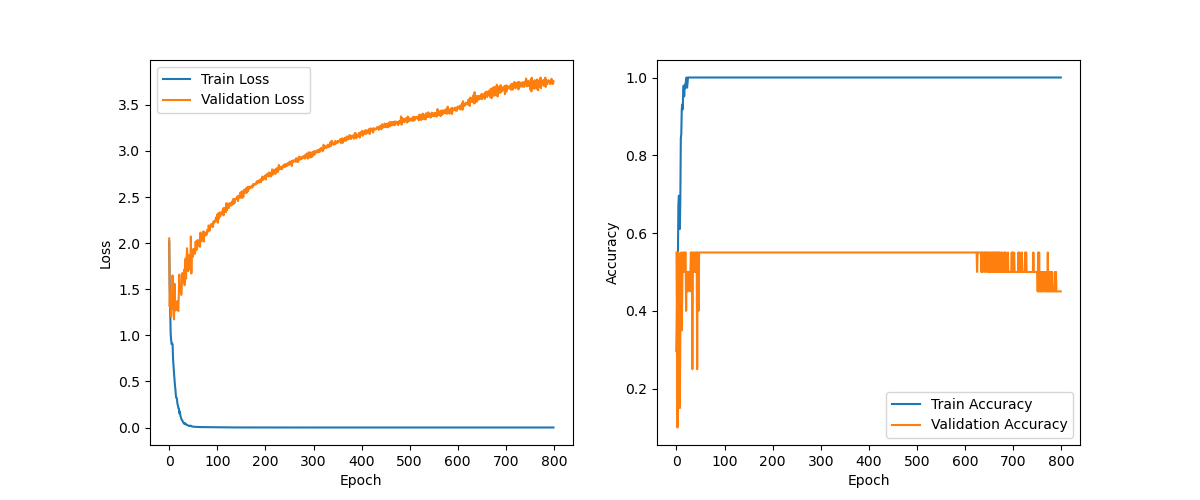 Train Loss
Validation Loss
3.5
3.0
2.5
2.0
1.5
1.0
0.5
0.0
Loss
0 100 200 300 400 500 600 700 800
Epoch
1.0
0.8
0.6
0.4
0.2
Accuracy
Train Accuracy
Validation Accuracy
0 100 200 300 400 500 600 700 800
Epoch